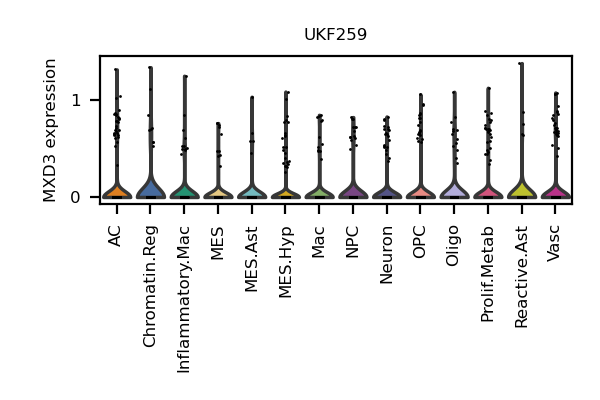 UKF259
MXD3 expression
1
0
AC
Chromatin.Reg
Inflammatory.Mac
MES
MES.Ast
MES.Hyp
Mac
NPC
Neuron
OPC
Oligo
Prolif.Metab
Reactive.Ast
Vasc